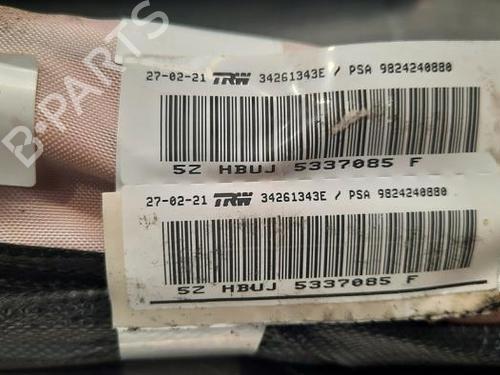 B-PARTS
27-02-21 TRW 34261343E / PSA 9824240880
5Z HBUJ 5337085 F
27-02-21 TRW 34261343E / PSA 9824240880
5Z HBUJ 5337085 F